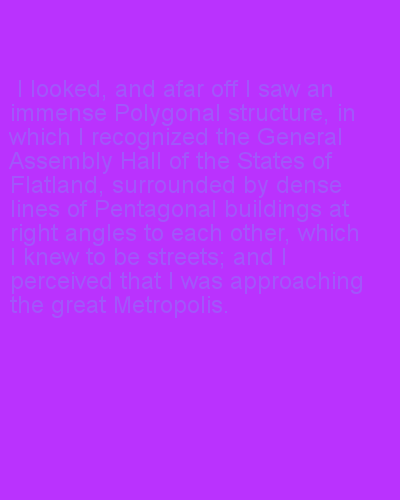 I looked, and afar off I saw an
immense Polygonal structure, in
which I recognized the General
Assembly Hall of the States of
Flatland, surrounded by dense
lines of Pentagonal buildings at
right angles to each other, which
I knew to be streets; and I
perceived that I was approaching
the great Metropolis.